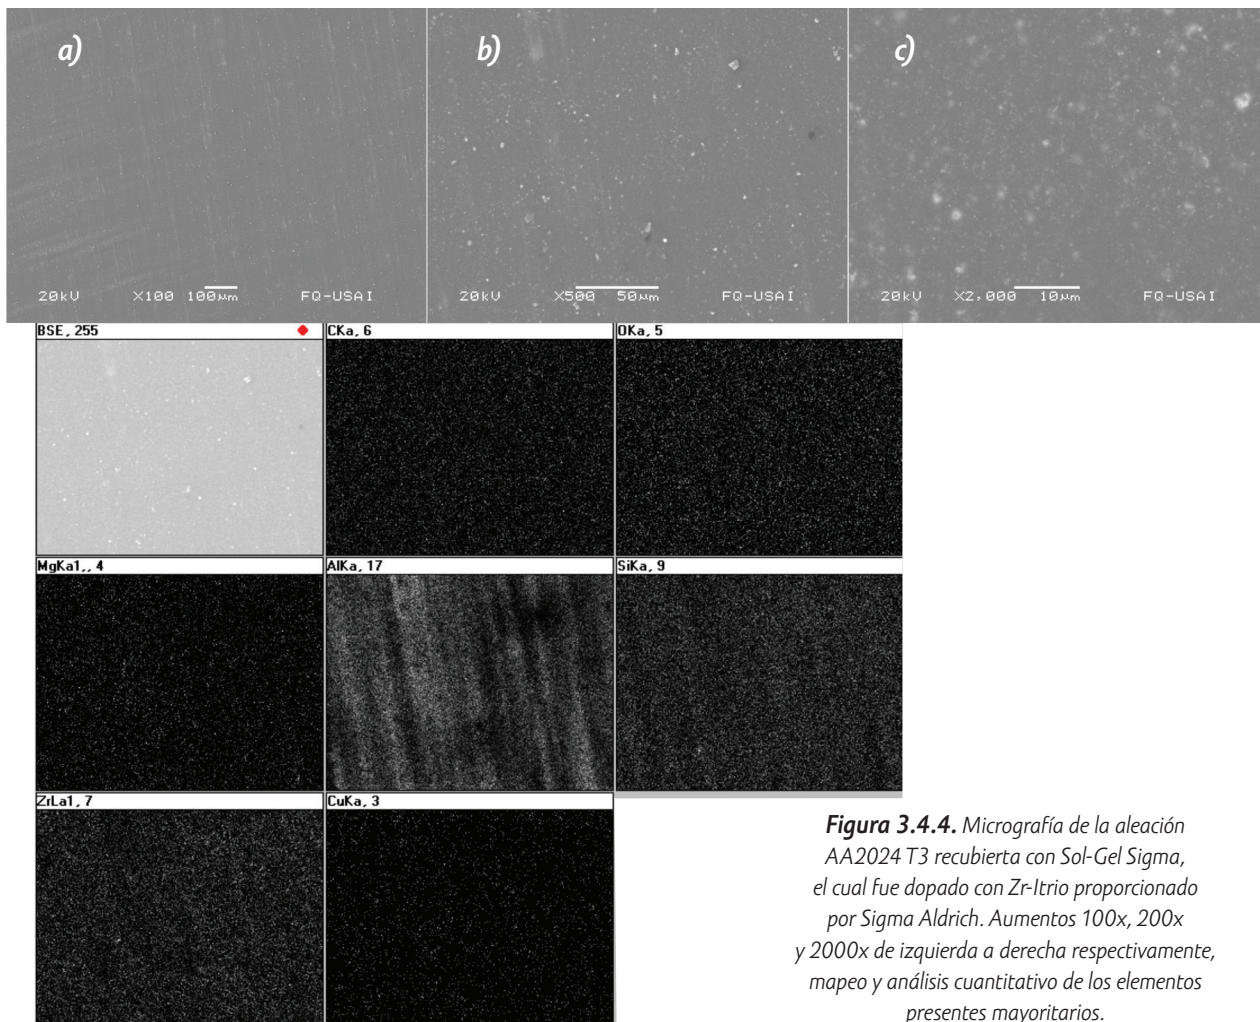 a)
b)
c)
20kV X100 100μm FQ-USAI
20kV X500 50μm FQ-USAI
20kV X2,000 10μm FQ-USAI
BSE, 255
CKa, 6
OKa, 5
MgKa1,, 4
AlKa, 17
SiKa, 9
ZrLa1, 7
CuKa, 3
Figura 3.4.4. Micrografía de la aleación
AA2024 T3 recubierta con Sol-Gel Sigma,
el cual fue dopado con Zr-Itrio proporcionado
por Sigma Aldrich. Aumentos 100x, 200x
y 2000x de izquierda a derecha respectivamente,
mapeo y análisis cuantitativo de los elementos
presentes mayoritarios.